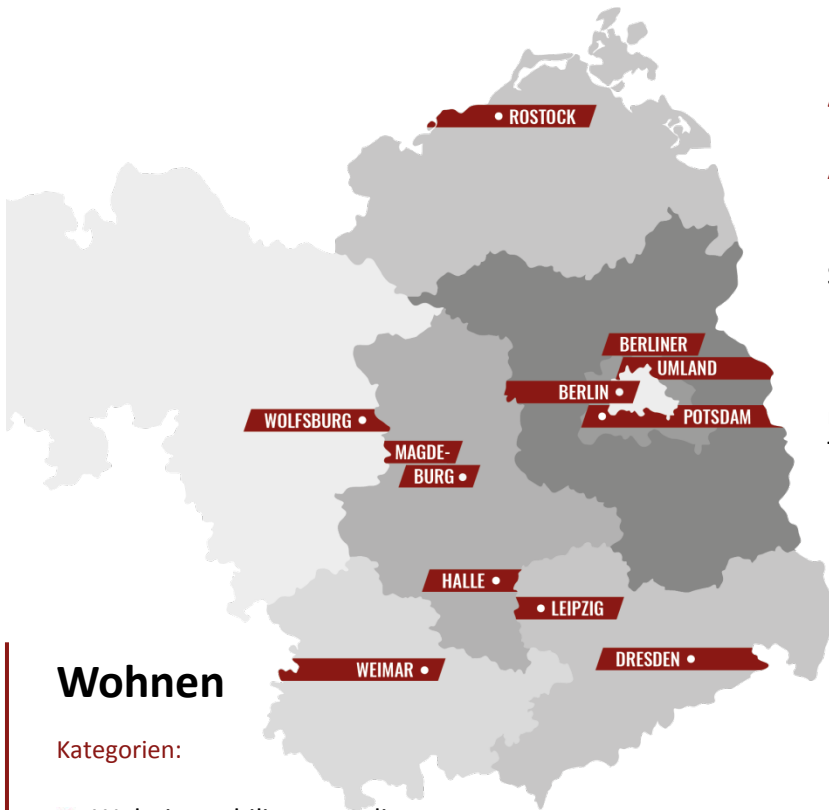 ROSTOCK
BERLINER
UMLAND
BERLIN
POTSDAM
WOLFSBURG
MAGDE-
BURG
HALLE
LEIPZIG
WEIMAR
DRESDEN
Wohnen
Kategorien: